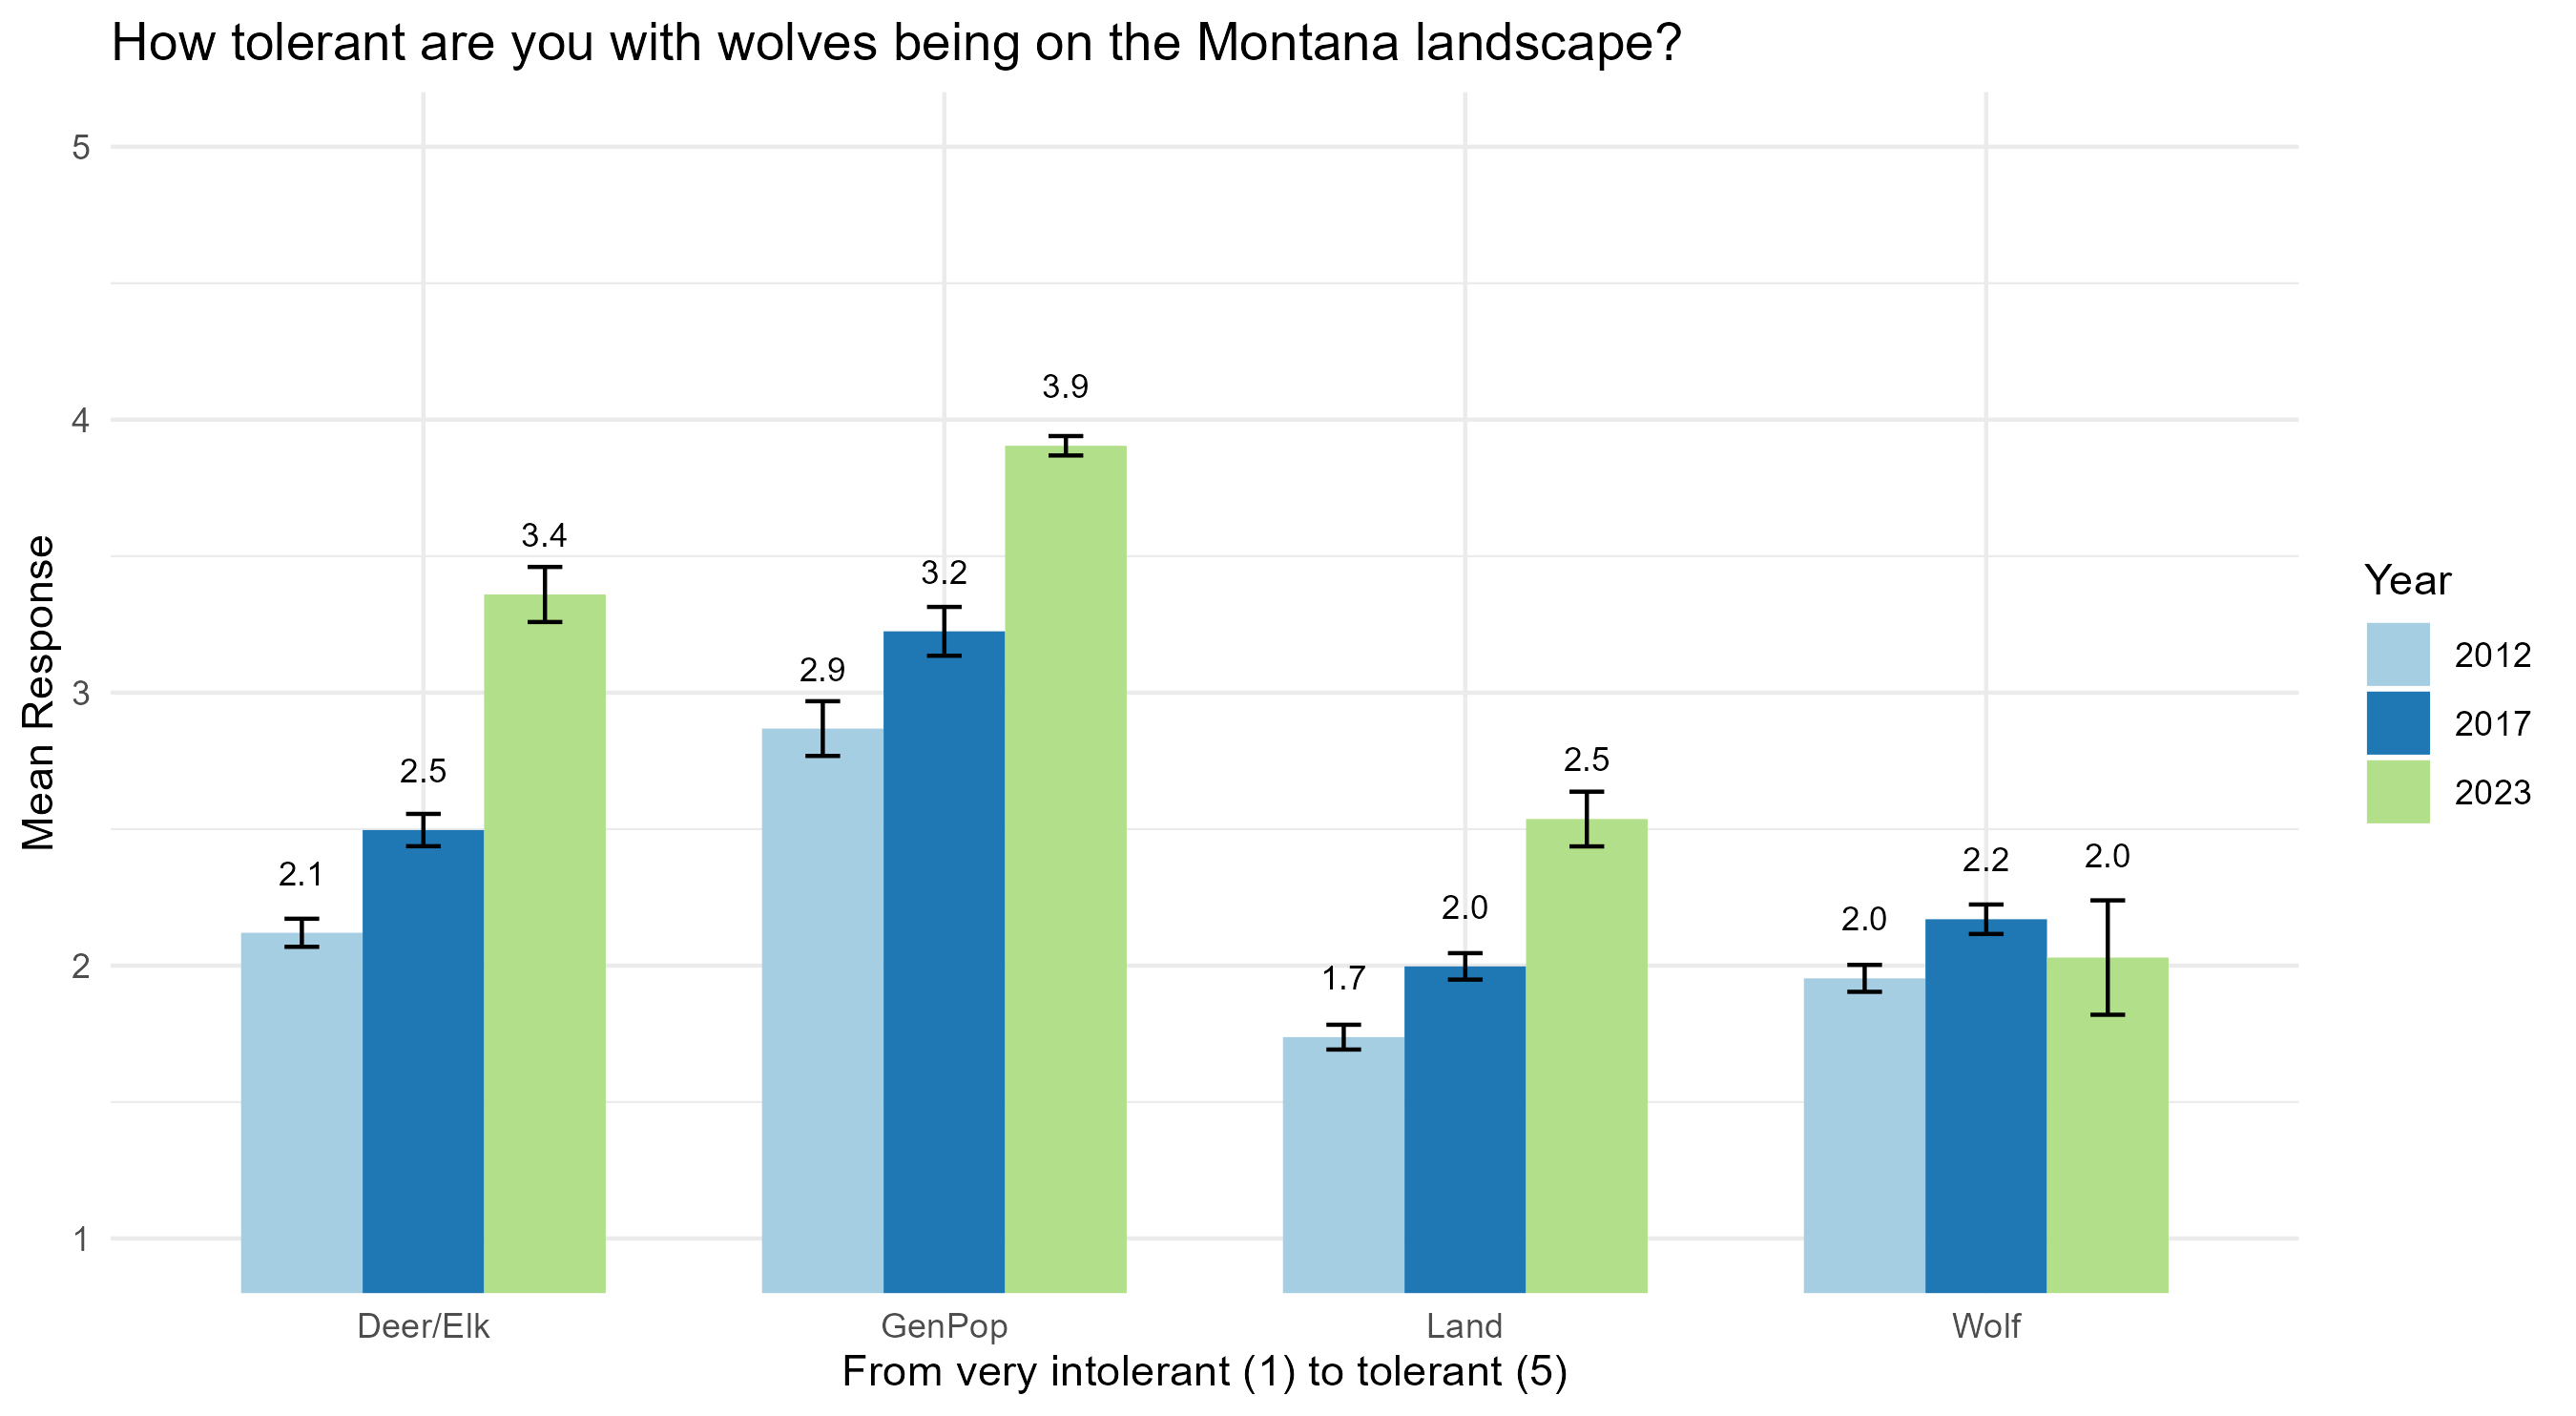 How tolerant are you with wolves being on the Montana landscape?
5
4
3
2
1
Mean Response
2.1
2.5
3.4
2.9
3.2
3.9
1.7
2.0
2.5
2.0
2.2
2.0
Deer/Elk
GenPop
Land
Wolf
From very intolerant (1) to tolerant (5)
Year
2012
2017
2023